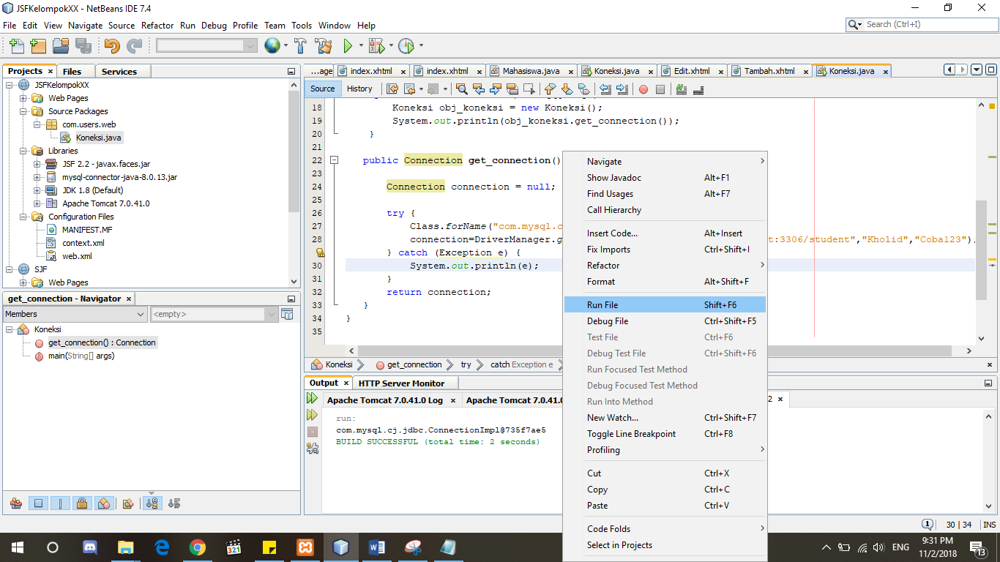 JSFKelompokXX - NetBeans IDE 7.4
File Edit View Navigate Source Refactor Run Debug Profile Team Tools Window Help
Search (Ctrl+I)
Projects Files Services
JSFKelompokXX
Web Pages
Source Packages
com.users.web
Koneksi.java
Libraries
JSF 2.2 - javax.faces.jar
mysql-connector-java-8.0.13.jar
JDK 1.8 (Default)
Apache Tomcat 7.0.41.0
Configuration Files
MANIFEST.MF
context.xml
web.xml
SJF
Web Pages
get_connection - Navigator
Members <empty>
Koneksi
get_connection() : Connection
main(String[] args)
...age index.xhtml index.xhtml Mahasiswa.java Koneksi.java Edit.xhtml Tambah.xhtml Koneksi.java
Source History
18 Koneksi obj_koneksi = new Koneksi();
19 System.out.println(obj_koneksi.get_connection());
20 }
21
22 public Connection get_connection()
23
24 Connection connection = null;
25
26 try {
27 Class.forName("com.mysql.c
28 connection=DriverManager.g t:3306/student","Kholid","Cobal23")
} catch (Exception e) {
30 System.out.println(e);
31 }
32 return connection;
33 }
34 }
35
Koneksi get_connection try catch Exception e
Navigate
Show Javadoc Alt+F1
Find Usages Alt+F7
Call Hierarchy
Insert Code... Alt+Insert
Fix Imports Ctrl+Shift+I
Refactor
Format Alt+Shift+F
Run File Shift+F6
Debug File Ctrl+Shift+F5
Test File Ctrl+F6
Debug Test File Ctrl+Shift+F6
Run Focused Test Method
Debug Focused Test Method
Run Into Method
New Watch... Ctrl+Shift+F7
Toggle Line Breakpoint Ctrl+F8
Profiling
Cut Ctrl+X
Copy Ctrl+C
Paste Ctrl+V
Code Folds
Select in Projects
Output HTTP Server Monitor
Apache Tomcat 7.0.41.0 Log Apache Tomcat 7.0.41.0 2
run:
com.mysql.cj.jdbc.ConnectionImpl@735f7ae5
BUILD SUCCESSFUL (total time: 2 seconds)
1 30 | 34 INS
321
ENG
9:31 PM
11/2/2018
13